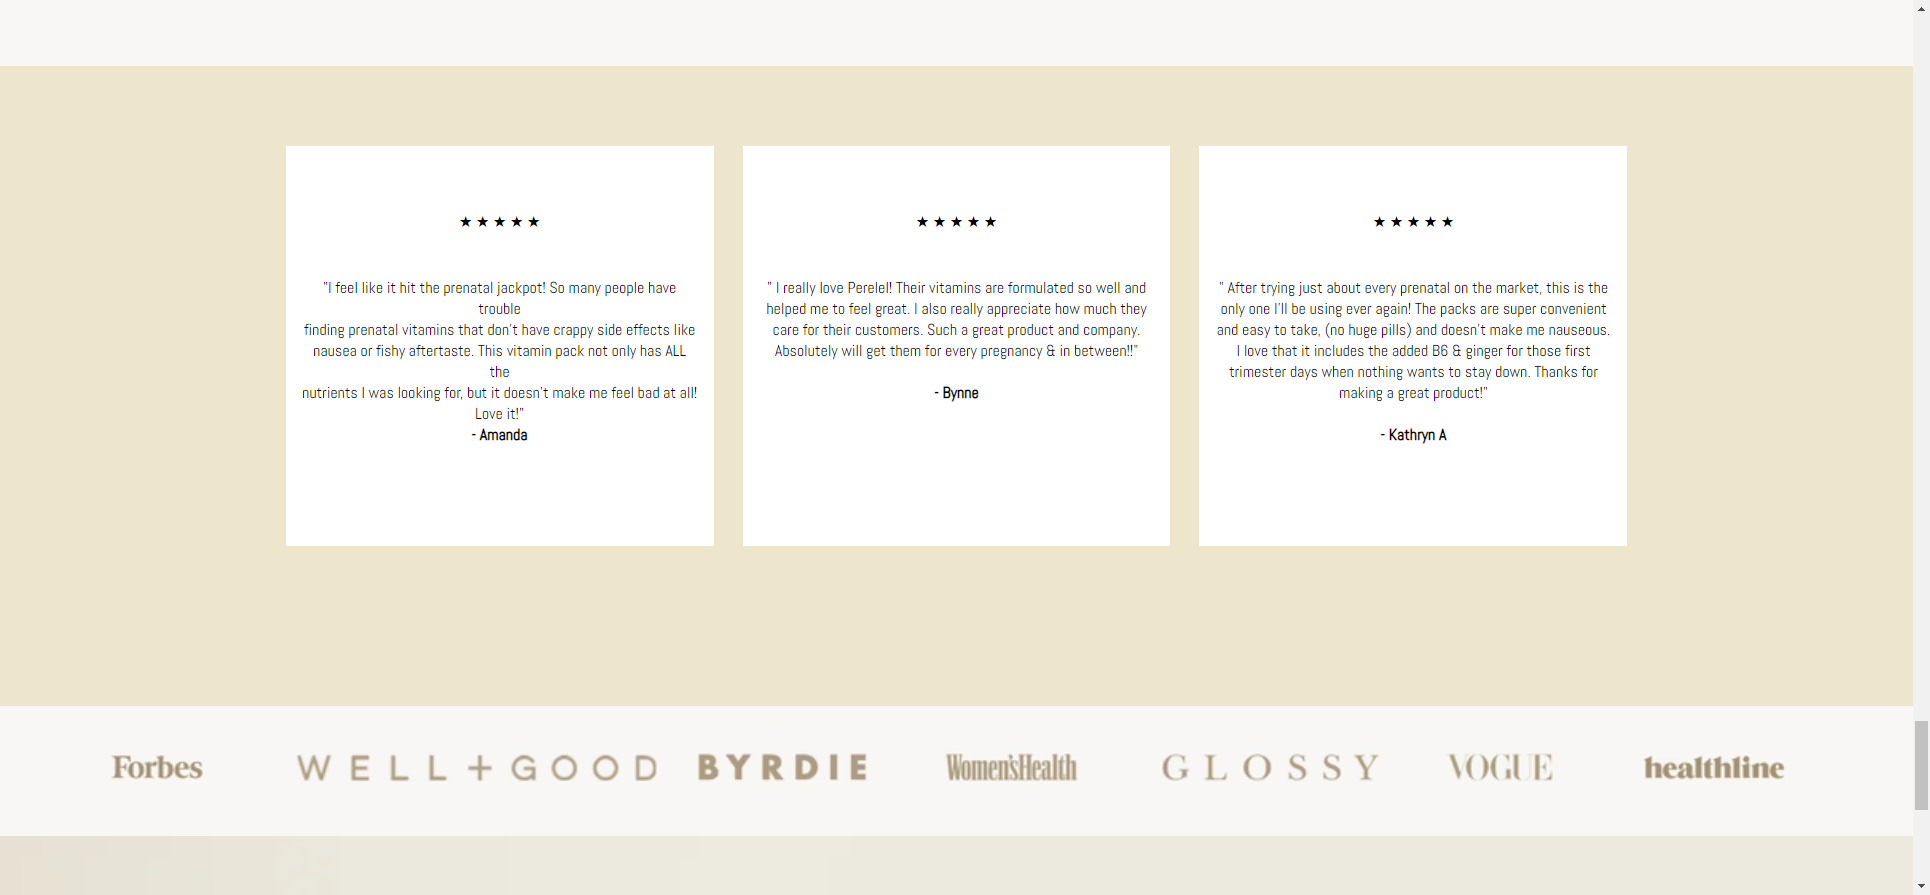 ★ ★ ★ ★ ★
"I feel like it hit the prenatal jackpot! So many people have
trouble
finding prenatal vitamins that don't have crappy side effects like
nausea or fishy aftertaste. This vitamin pack not only has ALL
the
nutrients I was looking for, but it doesn't make me feel bad at all!
Love it!"
- Amanda
★ ★ ★ ★ ★
" I really love Perelel! Their vitamins are formulated so well and
helped me to feel great. I also really appreciate how much they
care for their customers. Such a great product and company.
Absolutely will get them for every pregnancy & in between!!"
- Bynne
★ ★ ★ ★ ★
" After trying just about every prenatal on the market, this is the
only one I'll be using ever again! The packs are super convenient
and easy to take, (no huge pills) and doesn't make me nauseous.
I love that it includes the added B6 & ginger for those first
trimester days when nothing wants to stay down. Thanks for
making a great product!"
- Kathryn A
Forbes
WELL+GOOD
BYRDIE
Women'sHealth
GLOSSY
VOGUE
healthline